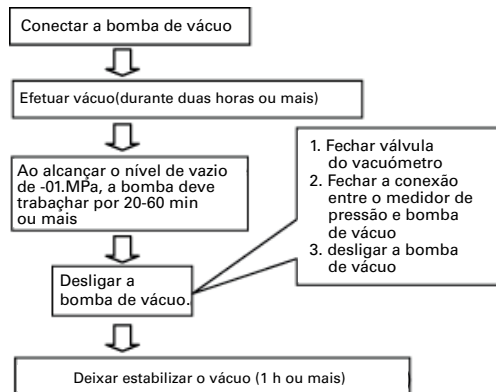 Conectar a bomba de vácuo
Efetuar vácuo(durante duas horas ou mais)
Ao alcançar o nível de vazio
de -01.MPa, a bomba deve
trabaçhar por 20-60 min
ou mais
1. Fechar válvula
do vacuómetro
2. Fechar a conexão
entre o medidor de
pressão e bomba
de vácuo
3. desligar a bomba
de vácuo
Desligar a
bomba de vácuo.
Deixar estabilizar o vácuo (1 h ou mais)